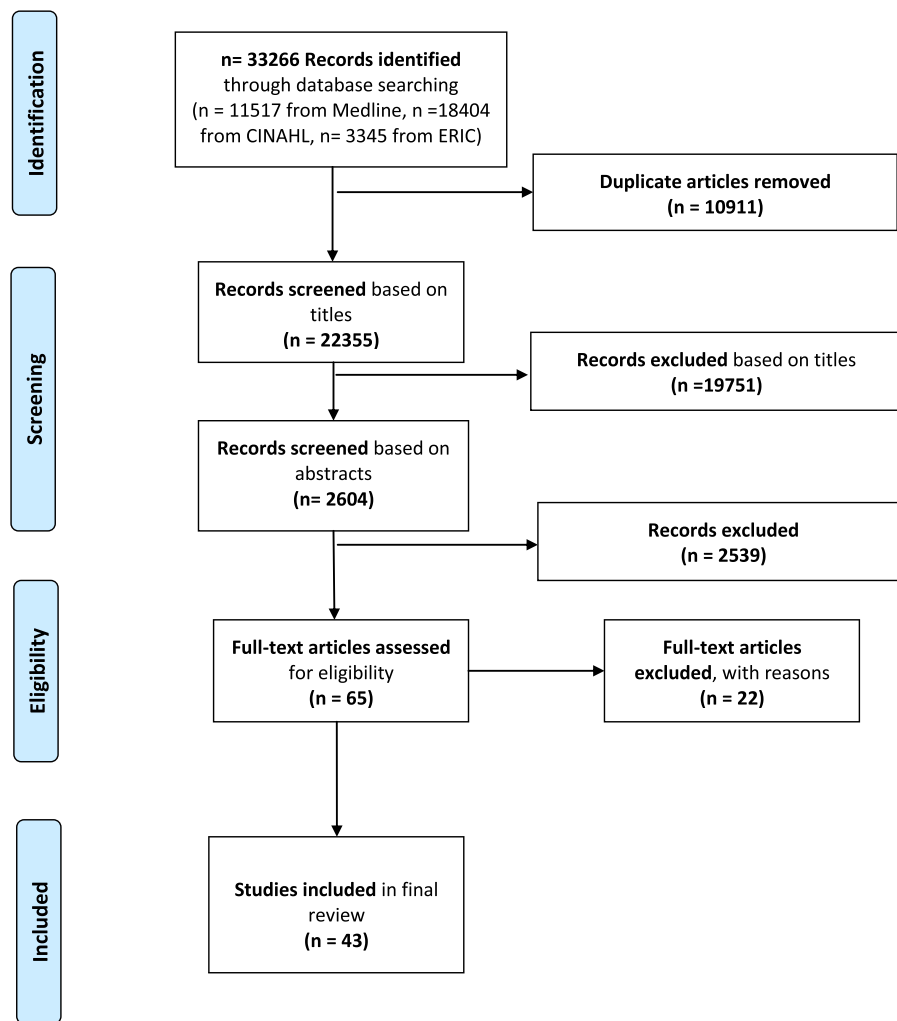 Identification
n= 33266 Records identified
through database searching
(n = 11517 from Medline, n =18404
from CINAHL, n= 3345 from ERIC)
Duplicate articles removed
(n = 10911)
Screening
Records screened based on
titles
(n = 22355)
Records excluded based on titles
(n =19751)
Records screened based on
abstracts
(n= 2604)
Records excluded
(n = 2539)
Eligibility
Full-text articles assessed
for eligibility
(n = 65)
Full-text articles
excluded, with reasons
(n = 22)
Included
Studies included in final
review
(n = 43)